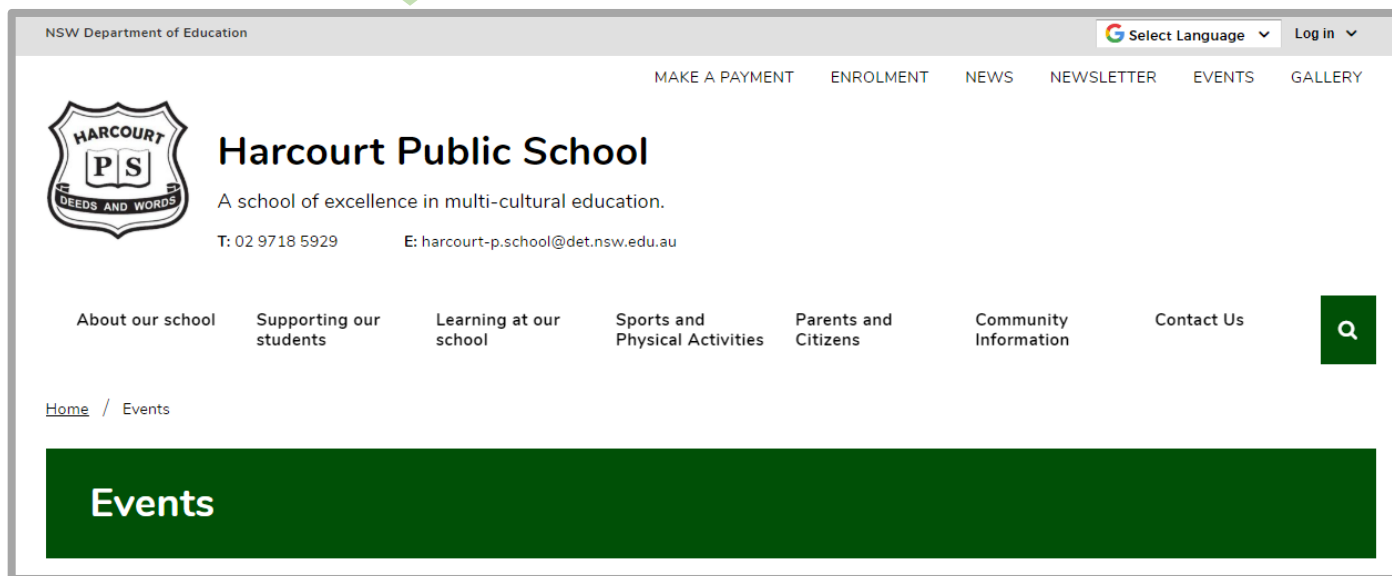 NSW Department of Education
Select Language
Log in
MAKE A PAYMENT ENROLMENT NEWS NEWSLETTER EVENTS GALLERY
HARCOURT
P S
DEEDS AND WORDS
Harcourt Public School
A school of excellence in multi-cultural education.
T: 02 9718 5929 E: harcourt-p.school@det.nsw.edu.au
About our school
Supporting our
students
Learning at our
school
Sports and
Physical Activities
Parents and
Citizens
Community
Information
Contact Us
Home / Events
Events